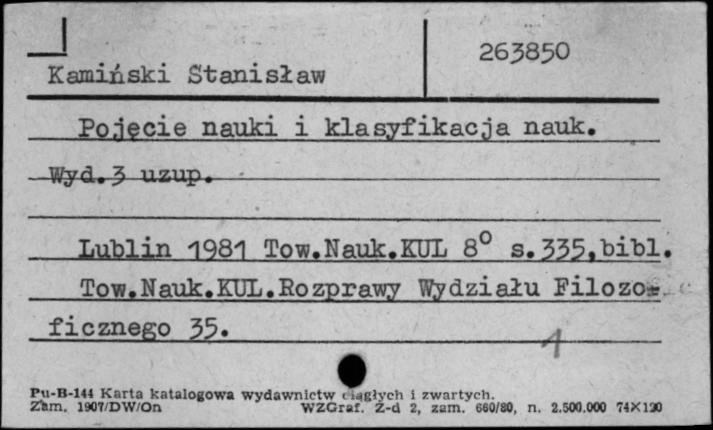 263850
Kamiński Stanisław
Pojęcie nauki i klasyfikacja nauk.
Wyd.3 uzup.
Lublin 1981 Tow.Nauk.KUL 8° s.335,bibl.
Tow.Nauk.KUL.Rozprawy Wydziału Filozo-
ficznego 35.
1
Pu-B-144 Karta katalogowa wydawnictw ciągłych i zwartych.
Zam. 1907/DW/On WZGraf. Z-d 2, zam. 660/80, n. 2.500.000 74X120